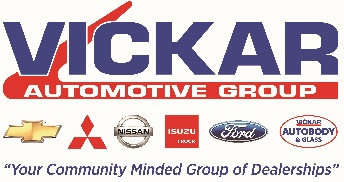 VICKAR
AUTOMOTIVE GROUP
NISSAN ISUZU TRUCK Ford VICKAR AUTOBODY & GLASS
"Your Community Minded Group of Dealerships"